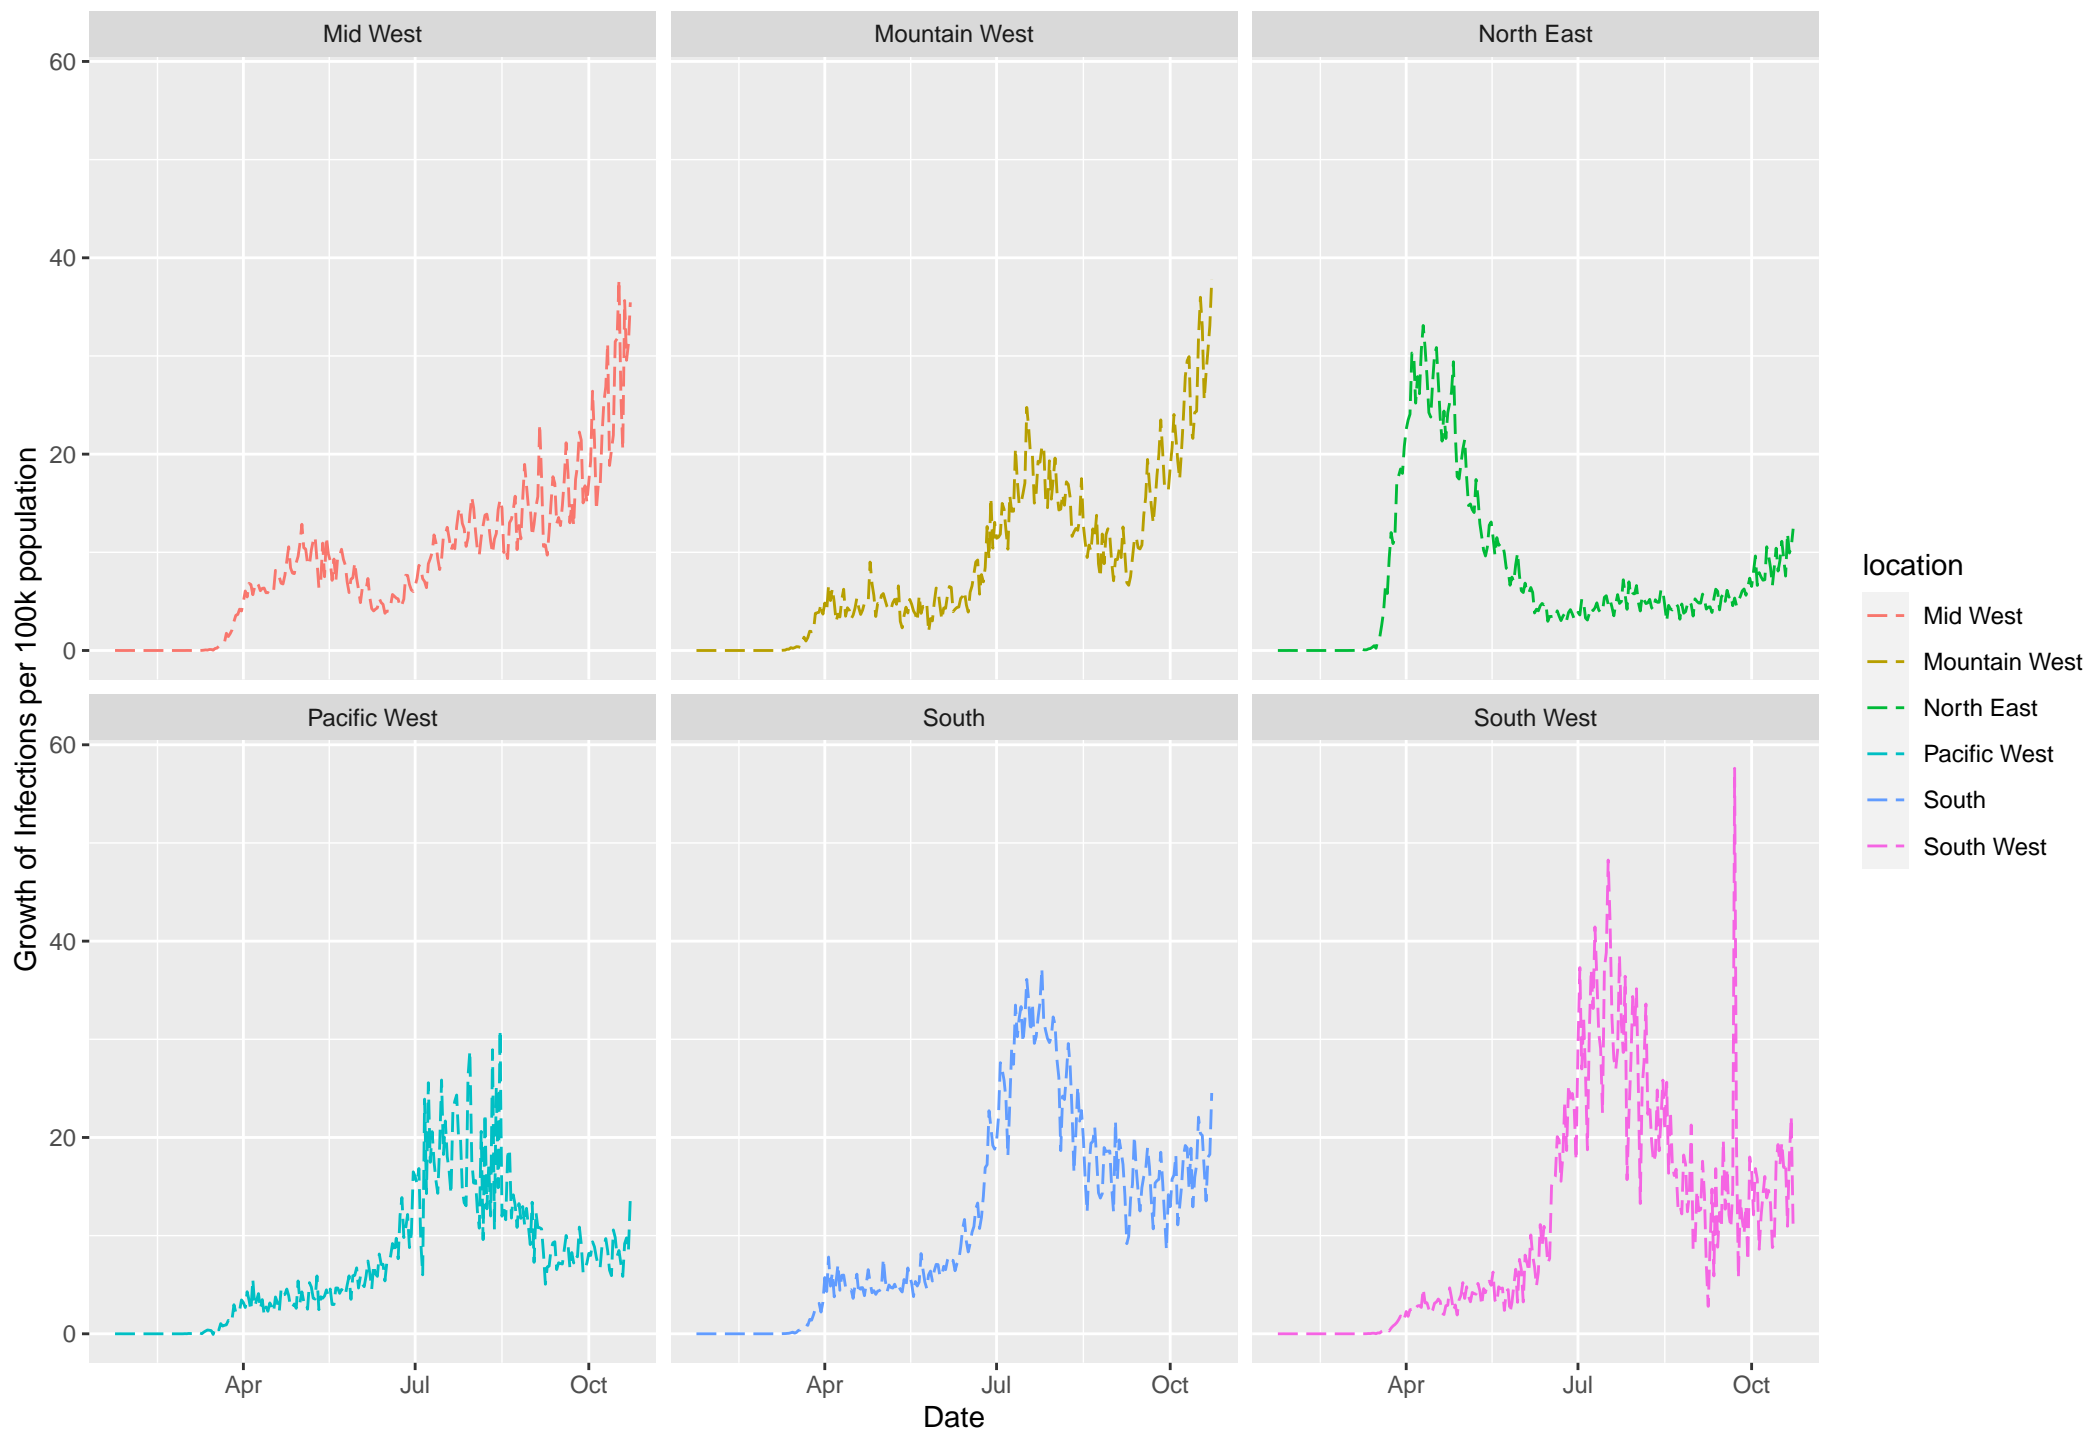 Mid West
Mountain West
North East
60
40
20
0
Pacific West
South
South West
60
40
20
0
Apr
Jul
Oct
Apr
Jul
Oct
Apr
Jul
Oct
Date
Growth of Infections per 100k population
location
Mid West
Mountain West
North East
Pacific West
South
South West